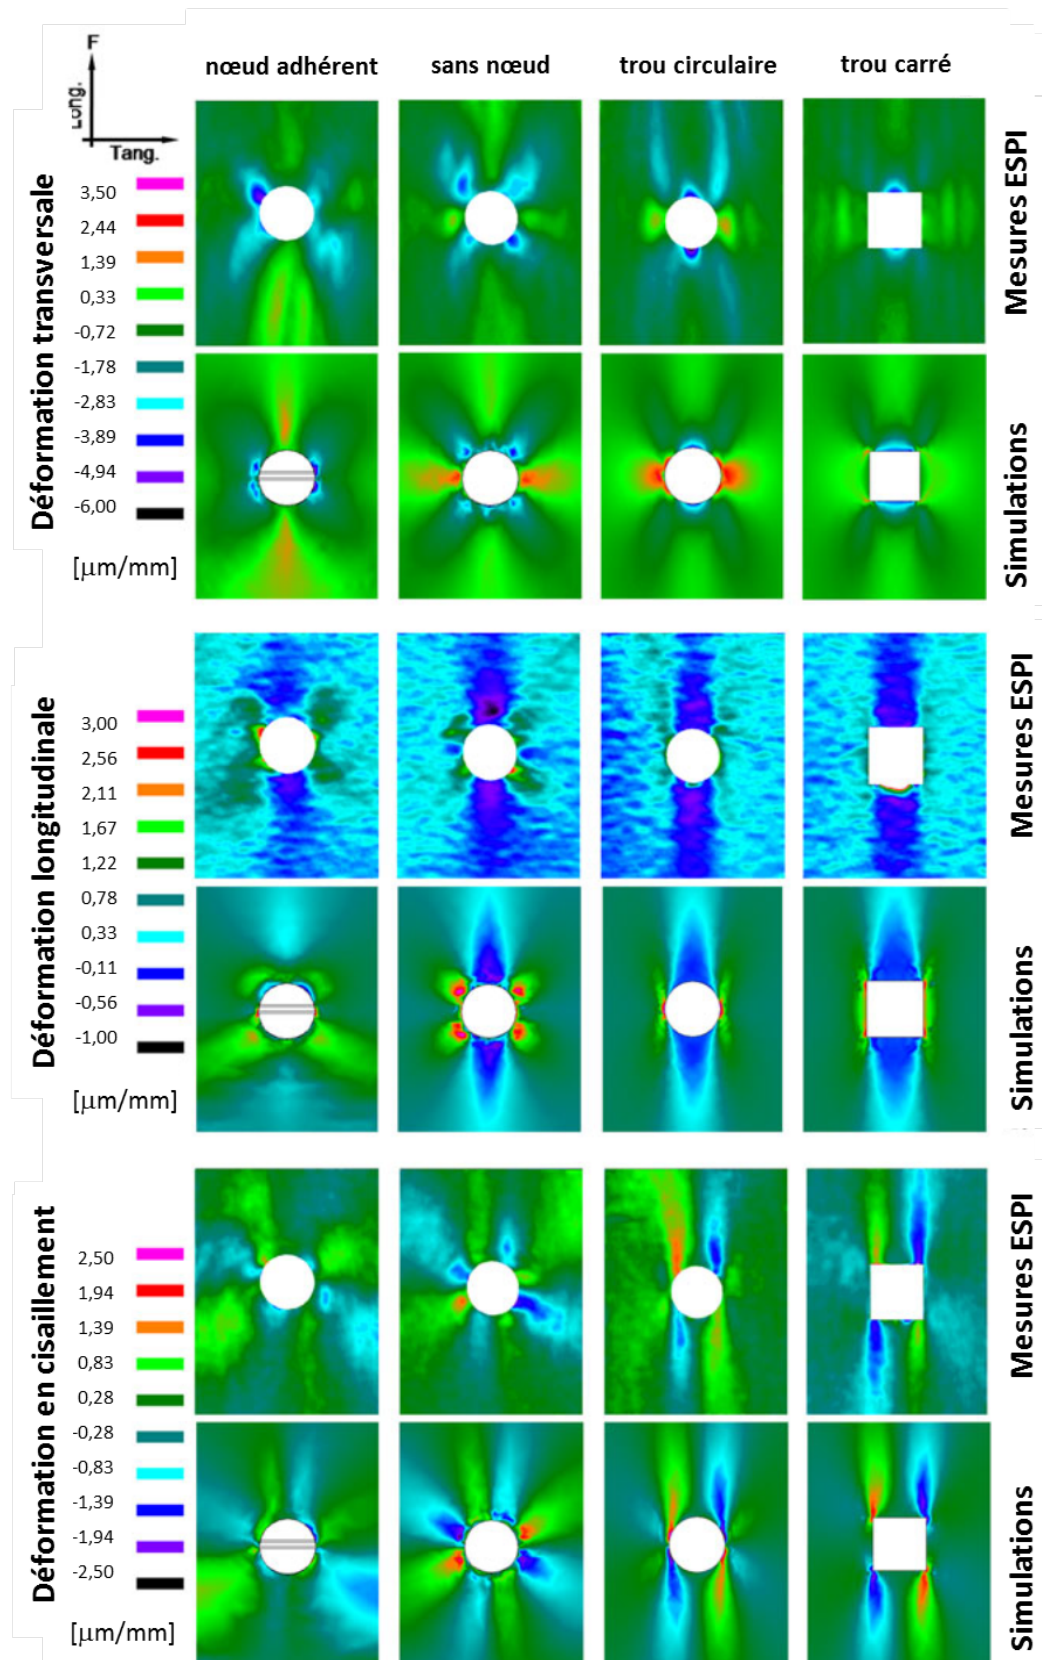 F
Long.
Tang.
nœud adhérent
sans nœud
trou circulaire
trou carré
Déformation transversale
3,50
2,44
1,39
0,33
-0,72
-1,78
-2,83
-3,89
-4,94
-6,00
[µm/mm]
Mesures ESPI
Simulations
Déformation longitudinale
3,00
2,56
2,11
1,67
1,22
0,78
0,33
-0,11
-0,56
-1,00
[µm/mm]
Mesures ESPI
Simulations
Déformation en cisaillement
2,50
1,94
1,39
0,83
0,28
-0,28
-0,83
-1,39
-1,94
-2,50
[µm/mm]
Mesures ESPI
Simulations